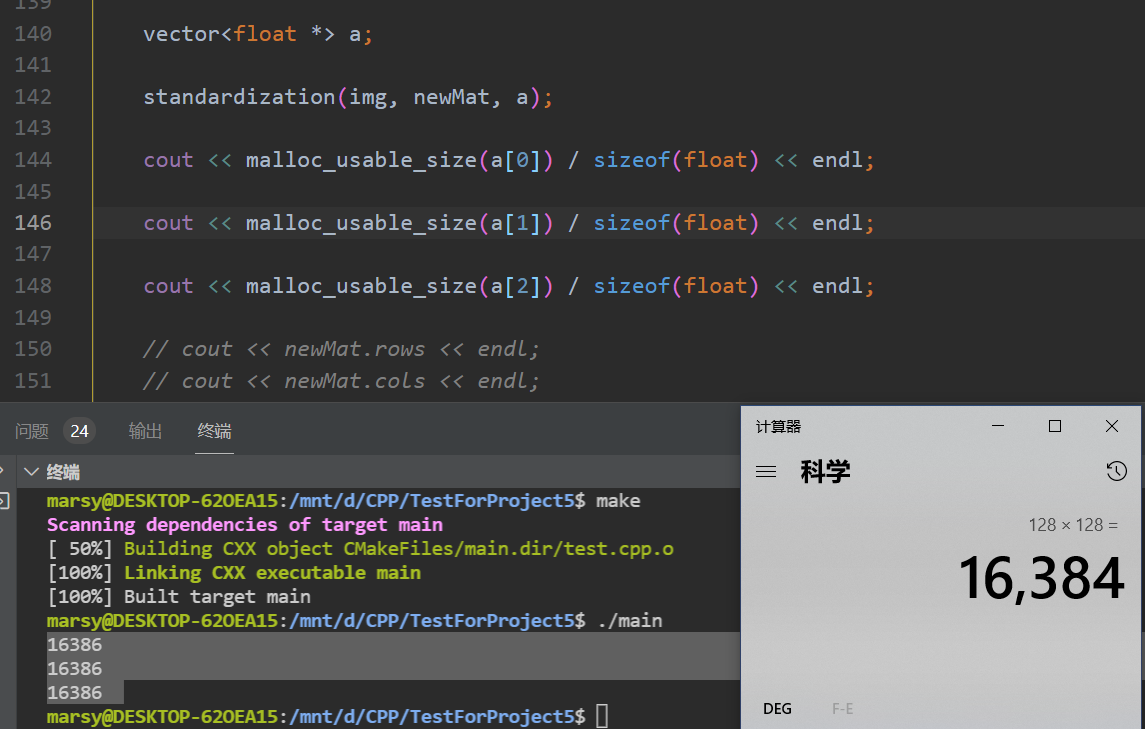 139
140 vector<float *> a;
141
142 standardization(img, newMat, a);
143
144 cout << malloc_usable_size(a[0]) / sizeof(float) << endl;
145
146 cout << malloc_usable_size(a[1]) / sizeof(float) << endl;
147
148 cout << malloc_usable_size(a[2]) / sizeof(float) << endl;
149
150 // cout << newMat.rows << endl;
151 // cout << newMat.cols << endl;
问题 24 输出 终端
终端
marsy@DESKTOP-62OEA15:/mnt/d/CPP/TestForProject5$ make
Scanning dependencies of target main
[ 50%] Building CXX object CMakeFiles/main.dir/test.cpp.o
[100%] Linking CXX executable main
[100%] Built target main
marsy@DESKTOP-62OEA15:/mnt/d/CPP/TestForProject5$ ./main
16386
16386
16386
marsy@DESKTOP-62OEA15:/mnt/d/CPP/TestForProject5$
计算器
科学
128 × 128 =
16,384
DEG F-E